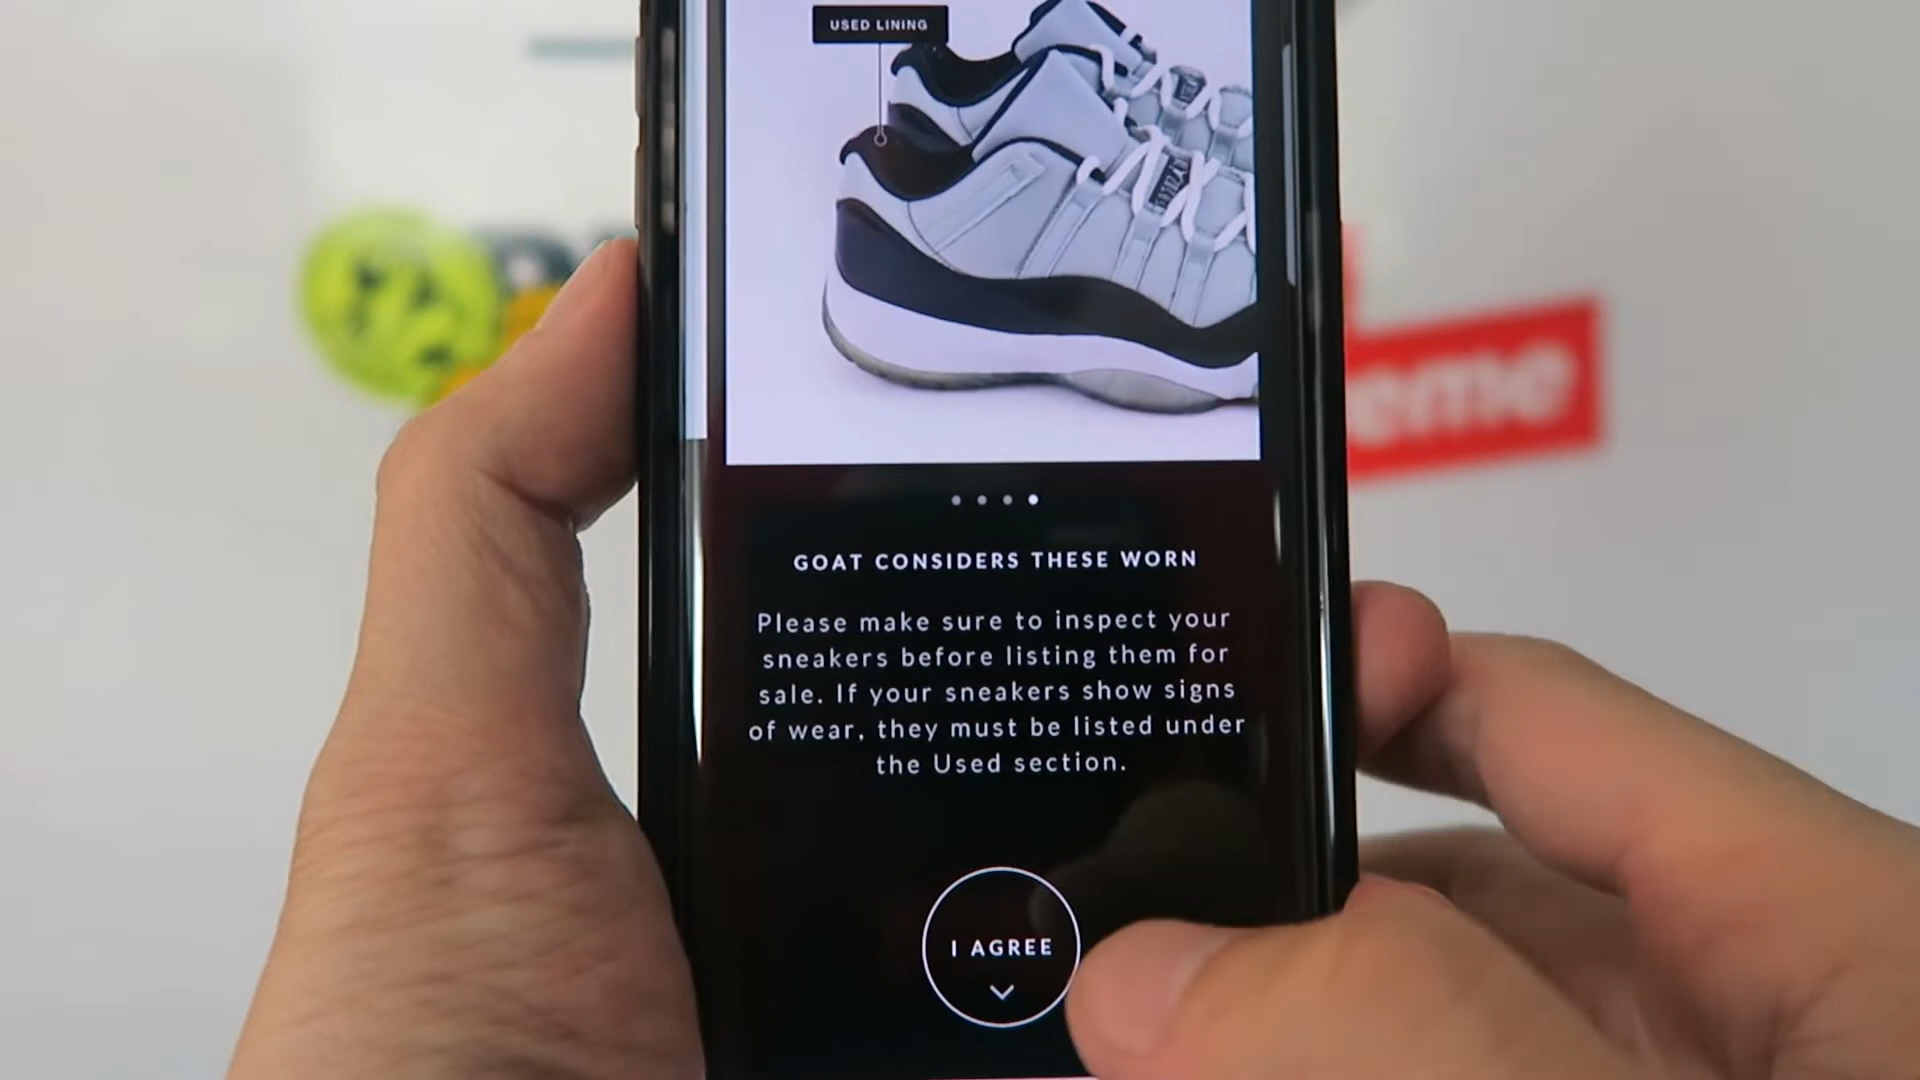 USED LINING
GOAT CONSIDERS THESE WORN
Please make sure to inspect your
sneakers before listing them for
sale. If your sneakers show signs
of wear, they must be listed under
the Used section.
I AGREE
eme